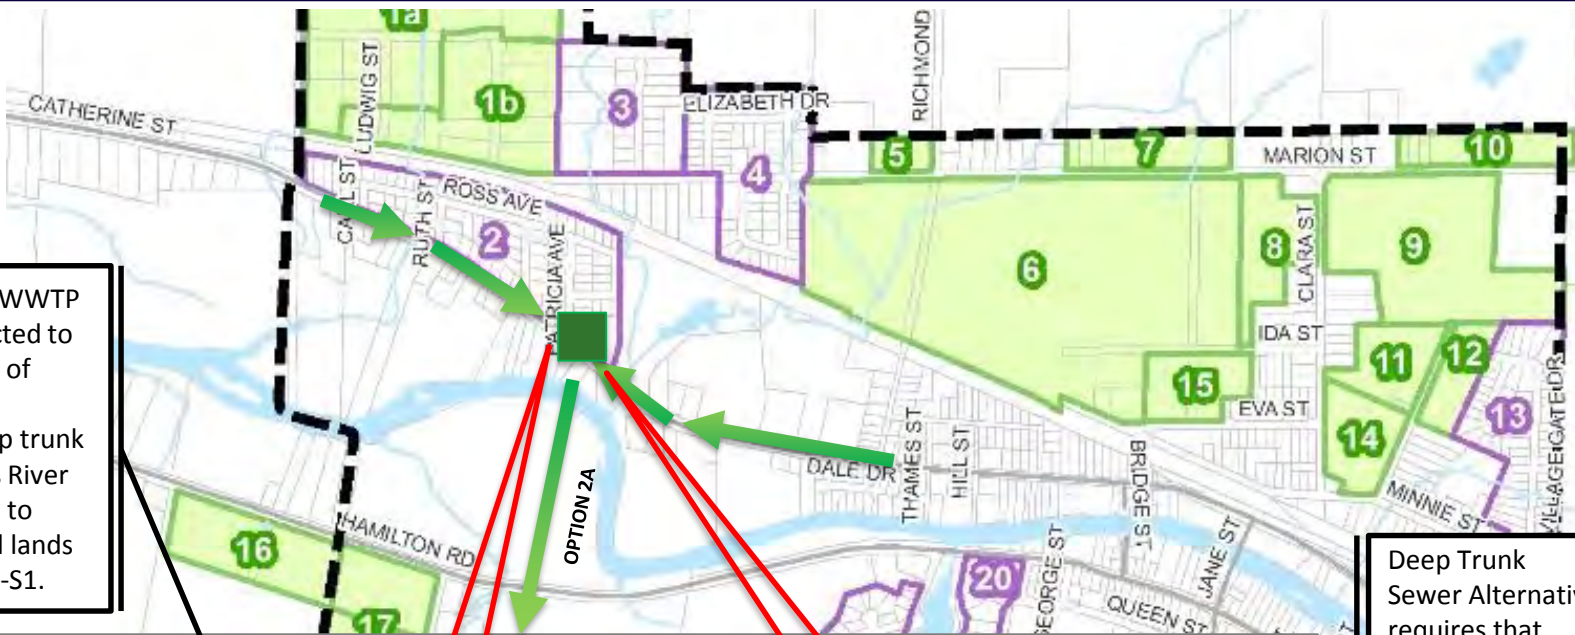 1a
LUDWIG ST
1b
3
ELIZABETH DR
RICHMOND
CATHERINE ST
5
7
MARION ST
10
4
CARL ST
ROSS AVE
RUTH ST
2
PATRICIA AVE
6
8
CLARA ST
9
IDA ST
11
12
15
EVA ST
13
VILLAGEGATE DR
14
MINNIE ST
WWTP
cted to
of
p trunk
s River
to
l lands
-S1.
DALE DR
THAMES ST
HILL ST
BRIDGE ST
OPTION 2A
HAMILTON RD
16
17
20
GEORGE ST
JANE ST
QUEEN ST
Deep Trunk
Sewer Alternativ
requires that